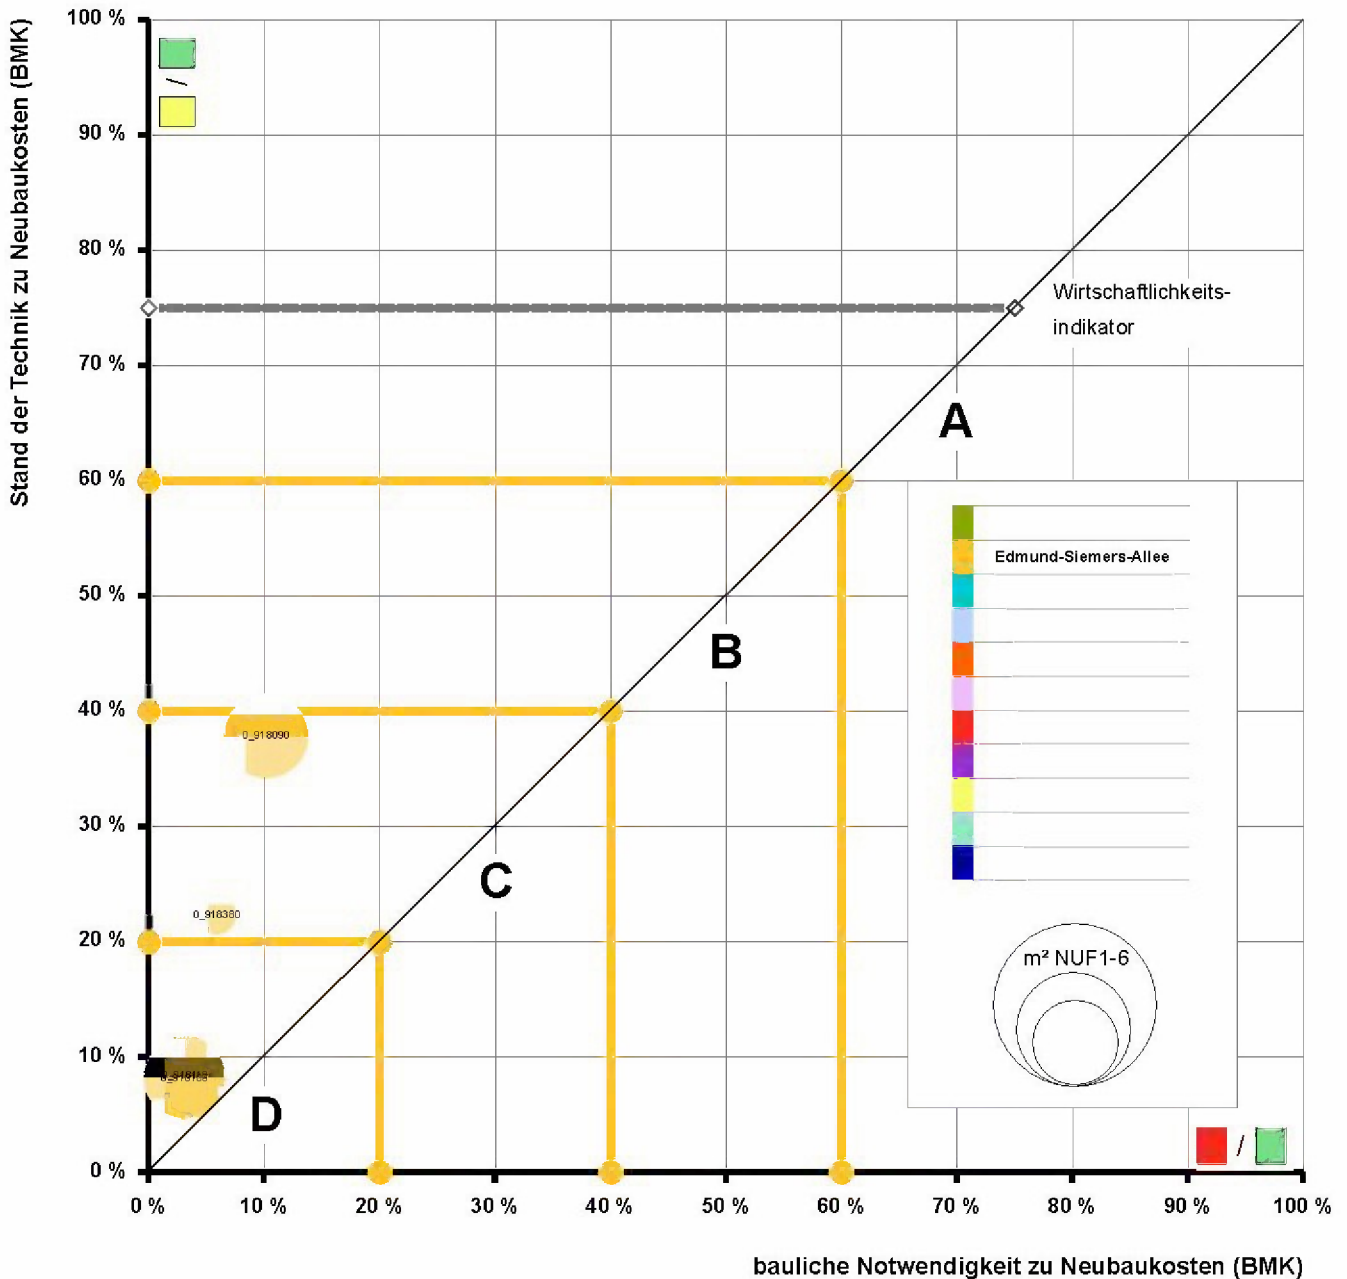 Stand der Technik zu Neubaukosten (BMK)
100 %
90 %
80 %
70 %
60 %
50 %
40 %
30 %
20 %
10 %
0 %
Wirtschaftlichkeits-
indikator
A
B
C
D
Edmund-Siemers-Allee
m² NUF1-6
0_918090
0_918380
/
0 %
10 %
20 %
30 %
40 %
50 %
60 %
70 %
80 %
90 %
100 %
bauliche Notwendigkeit zu Neubaukosten (BMK)